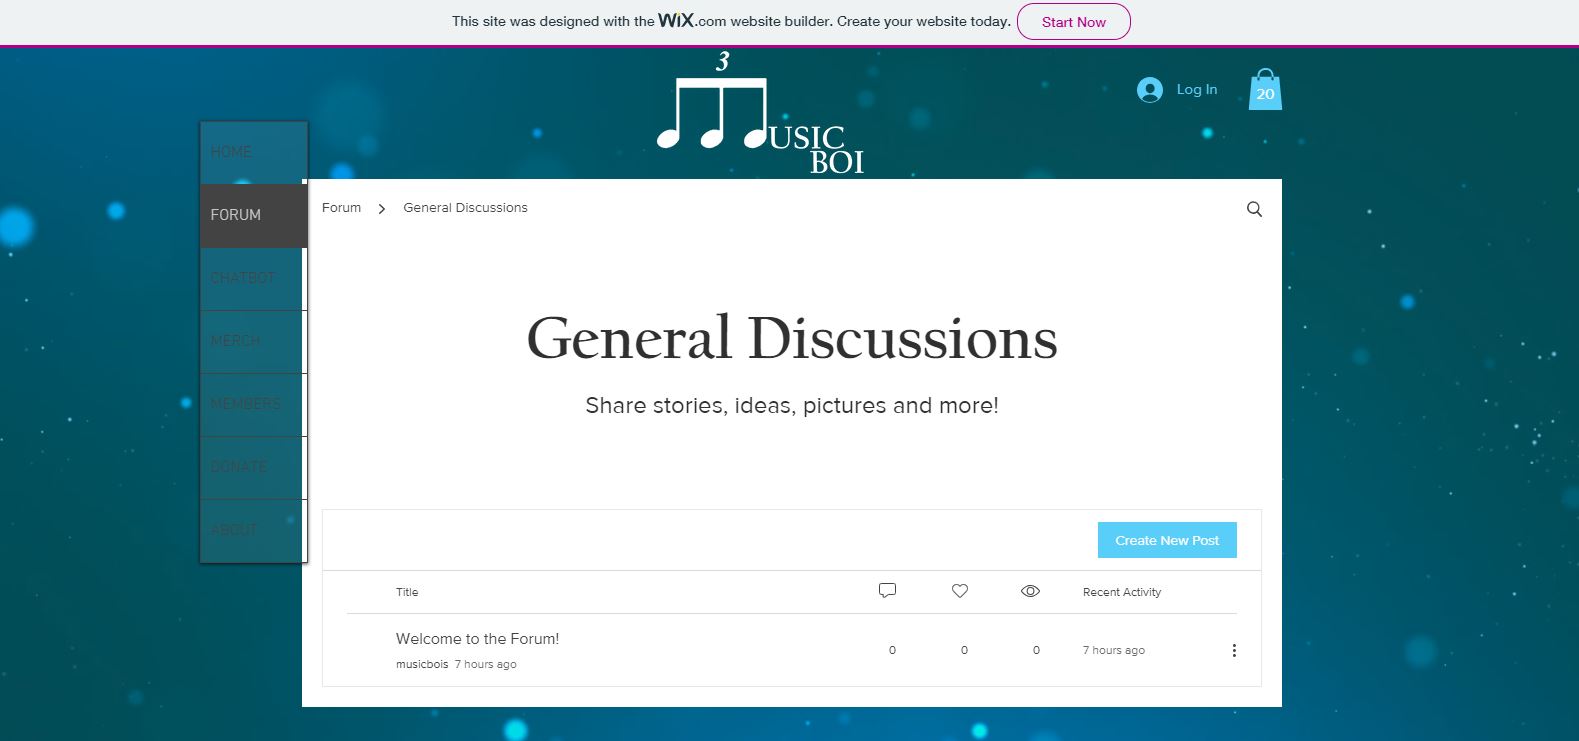 This site was designed with the WiX.com website builder. Create your website today. Start Now
3
USIC
BOI
Log In
20
HOME
FORUM
CHATBOT
MERCH
MEMBERS
DONATE
ABOUT
Forum > General Discussions
General Discussions
Share stories, ideas, pictures and more!
Create New Post
Title Recent Activity
Welcome to the Forum!
musicbois 7 hours ago
0 0 0 7 hours ago